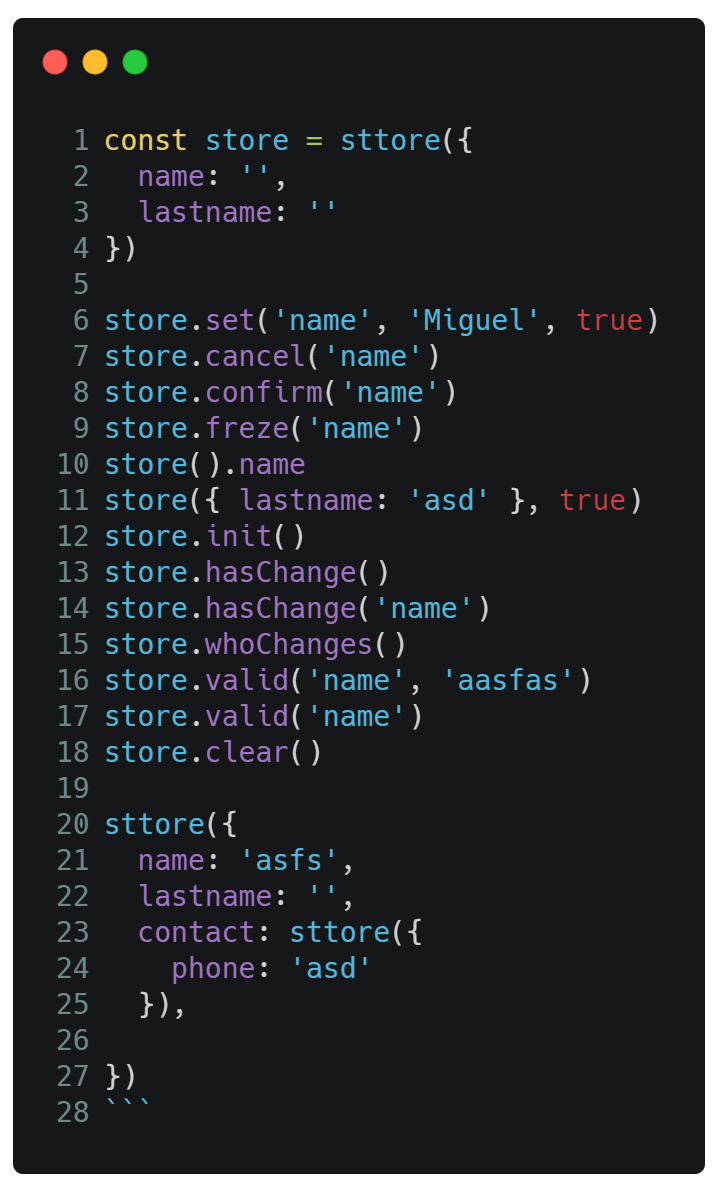 1 const store = sttore({
2   name: '',
3   lastname: ''
4 })
5
6 store.set('name', 'Miguel', true)
7 store.cancel('name')
8 store.confirm('name')
9 store.freze('name')
10 store().name
11 store({ lastname: 'asd' }, true)
12 store.init()
13 store.hasChange()
14 store.hasChange('name')
15 store.whoChanges()
16 store.valid('name', 'aasfas')
17 store.valid('name')
18 store.clear()
19
20 sttore({
21   name: 'asfs',
22   lastname: '',
23   contact: sttore({
24     phone: 'asd'
25   }),
26
27 })
28 ```